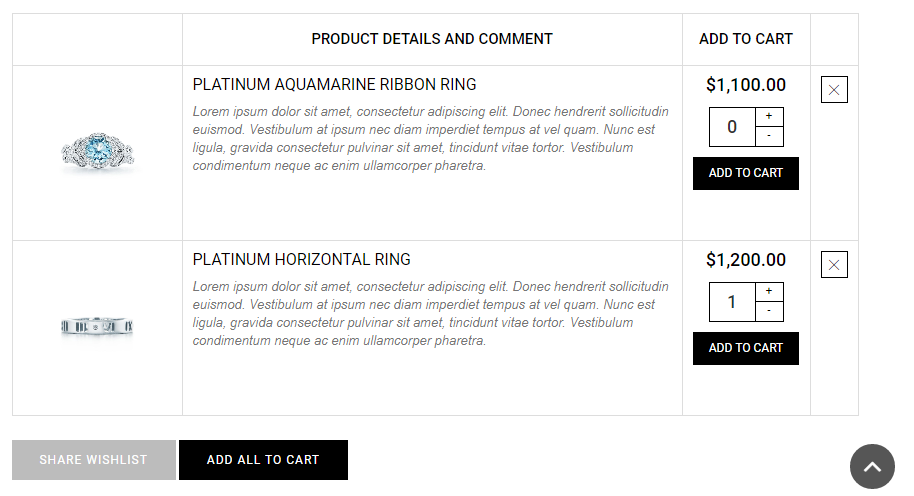 PRODUCT DETAILS AND COMMENT
ADD TO CART
PLATINUM AQUAMARINE RIBBON RING
Lorem ipsum dolor sit amet, consectetur adipiscing elit. Donec hendrerit sollicitudin
euismod. Vestibulum at ipsum nec diam imperdiet tempus at vel quam. Nunc est
ligula, gravida consectetur pulvinar sit amet, tincidunt vitae tortor. Vestibulum
condimentum neque ac enim ullamcorper pharetra.
$1,100.00
0
+
-
ADD TO CART
PLATINUM HORIZONTAL RING
Lorem ipsum dolor sit amet, consectetur adipiscing elit. Donec hendrerit sollicitudin
euismod. Vestibulum at ipsum nec diam imperdiet tempus at vel quam. Nunc est
ligula, gravida consectetur pulvinar sit amet, tincidunt vitae tortor. Vestibulum
condimentum neque ac enim ullamcorper pharetra.
$1,200.00
1
+
-
ADD TO CART
SHARE WISHLIST
ADD ALL TO CART